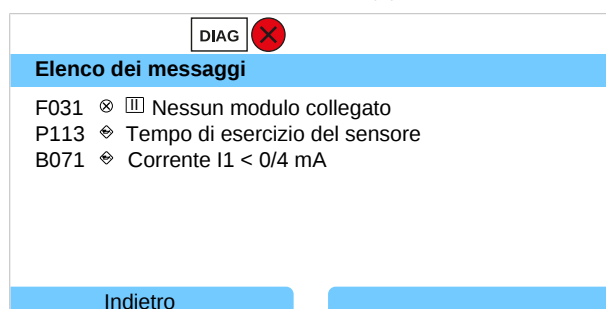 DIAG
Elenco dei messaggi
F031 ⊗ II Nessun modulo collegato
P113 Tempo di esercizio del sensore
B071 Corrente I1 < 0/4 mA
Indietro